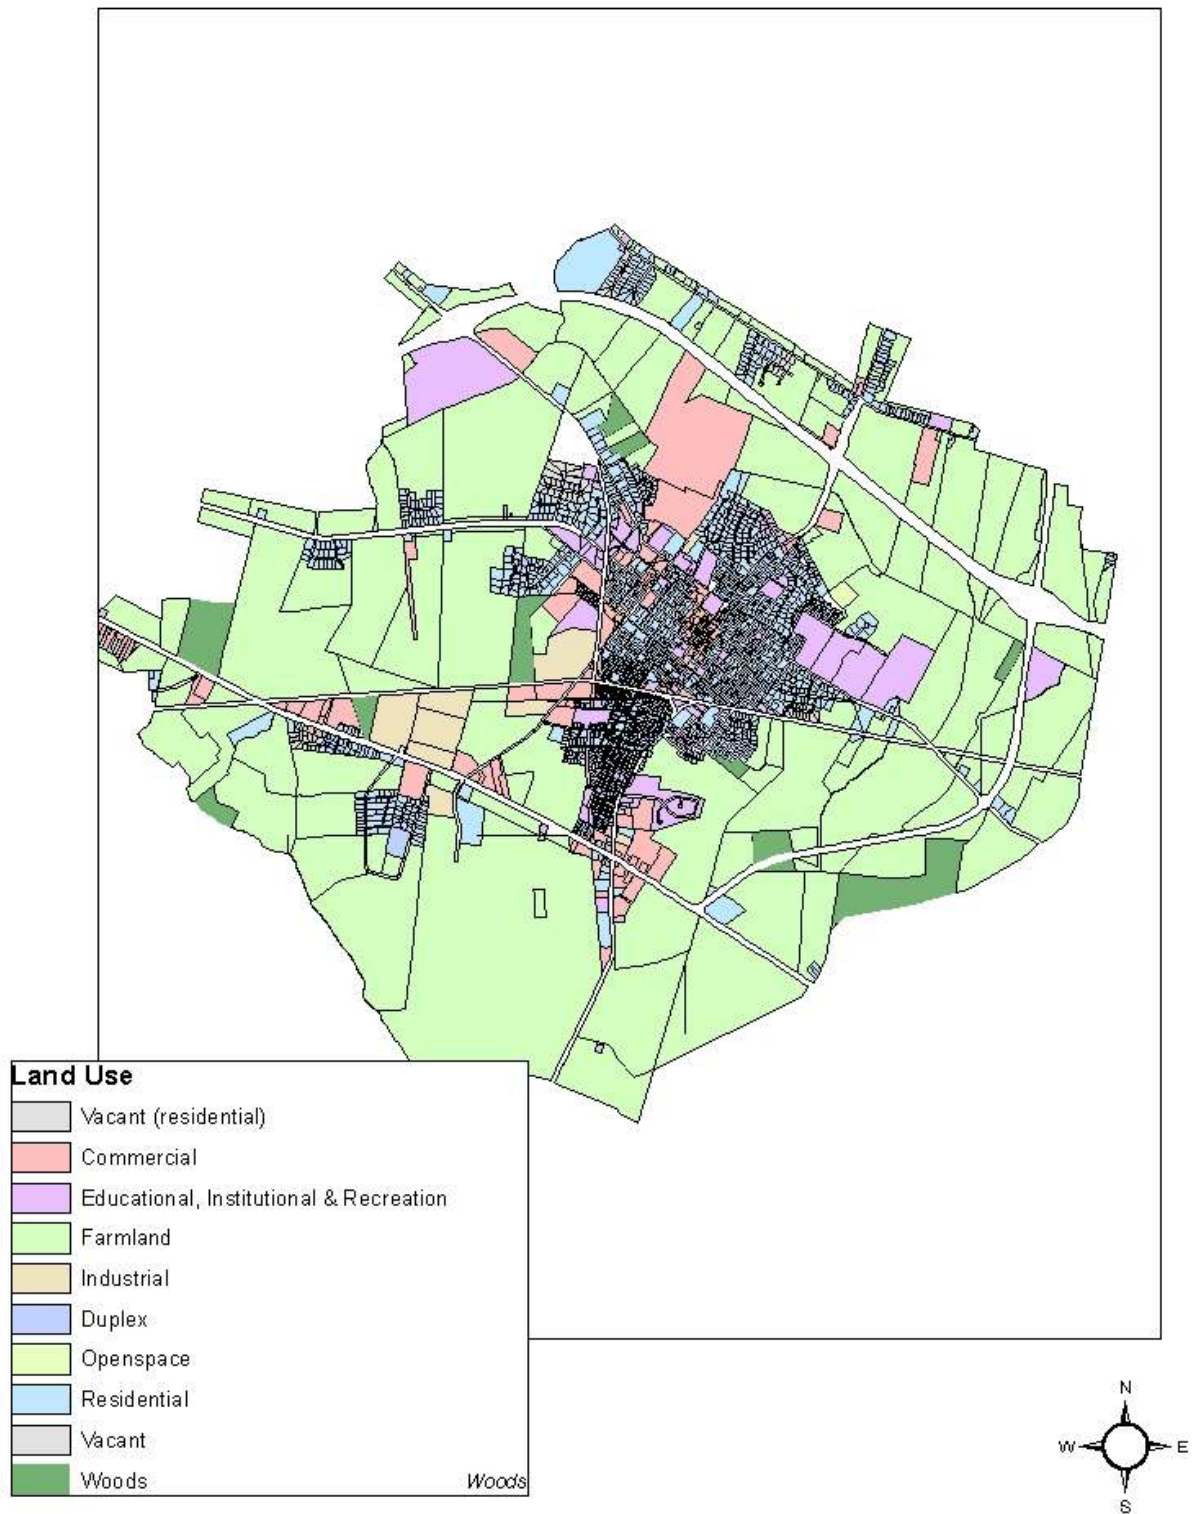 Land Use
Vacant (residential)
Commercial
Educational, Institutional & Recreation
Farmland
Industrial
Duplex
Openspace
Residential
Vacant
Woods Woods
N
W E
S